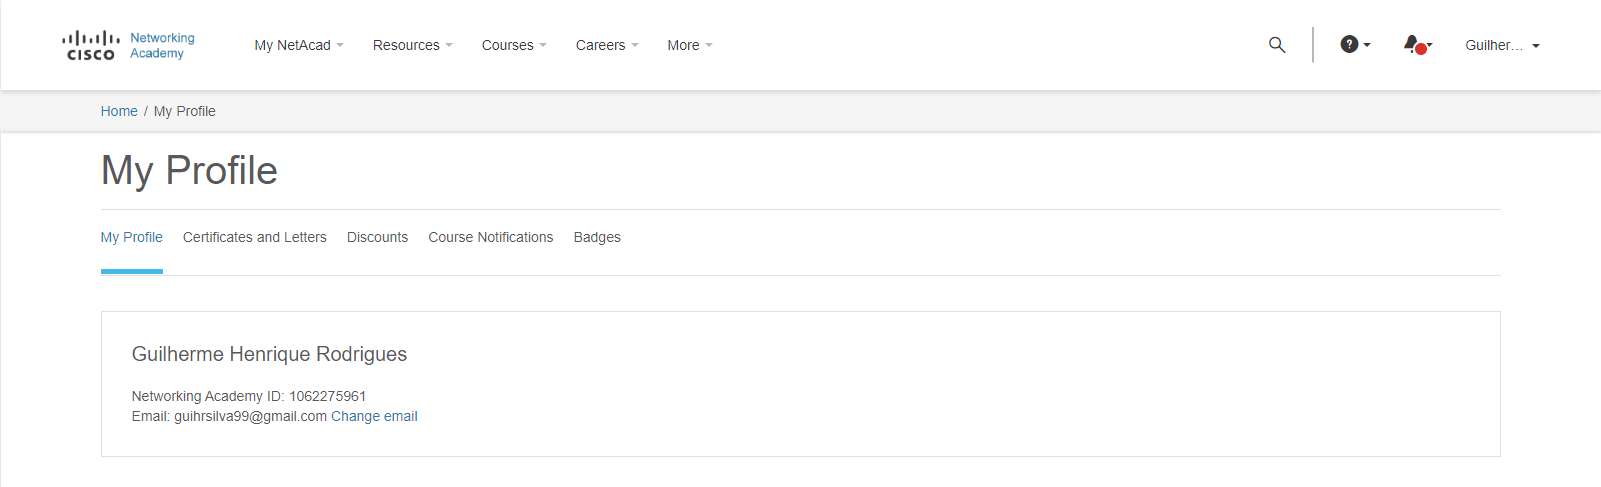 CISCO Networking Academy
My NetAcad Resources Courses Careers More ? Guilher...
Home / My Profile
My Profile
My Profile Certificates and Letters Discounts Course Notifications Badges
Guilherme Henrique Rodrigues
Networking Academy ID: 1062275961
Email: guihrsilva99@gmail.com Change email